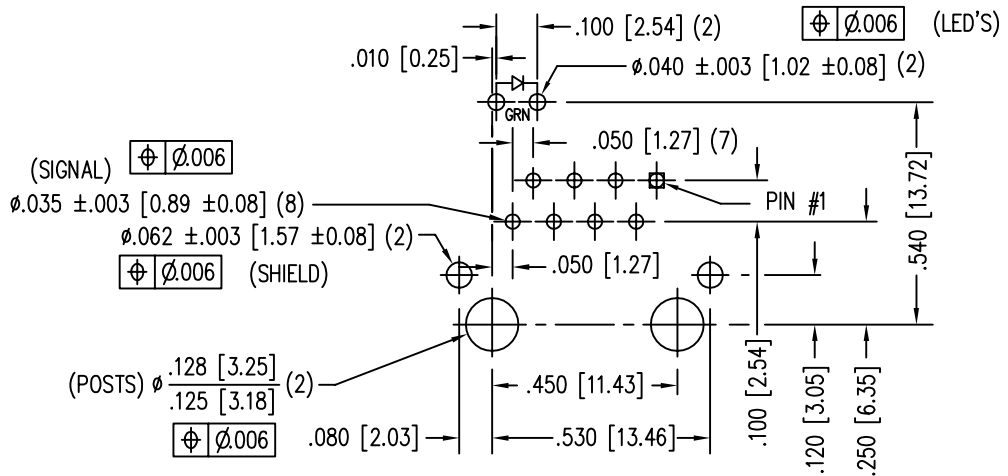 .100 [2.54] (2)
⌖ Ø.006 (LED'S)
.010 [0.25]
ø.040 ±.003 [1.02 ±0.08] (2)
GRN
.050 [1.27] (7)
(SIGNAL) ⌖ Ø.006
ø.035 ±.003 [0.89 ±0.08] (8)
PIN #1
.540 [13.72]
ø.062 ±.003 [1.57 ±0.08] (2)
⌖ Ø.006 (SHIELD)
.050 [1.27]
(POSTS) ø .128 [3.25] (2)
.125 [3.18]
⌖ Ø.006
.450 [11.43]
.080 [2.03]
.530 [13.46]
.100 [2.54]
.120 [3.05]
.250 [6.35]